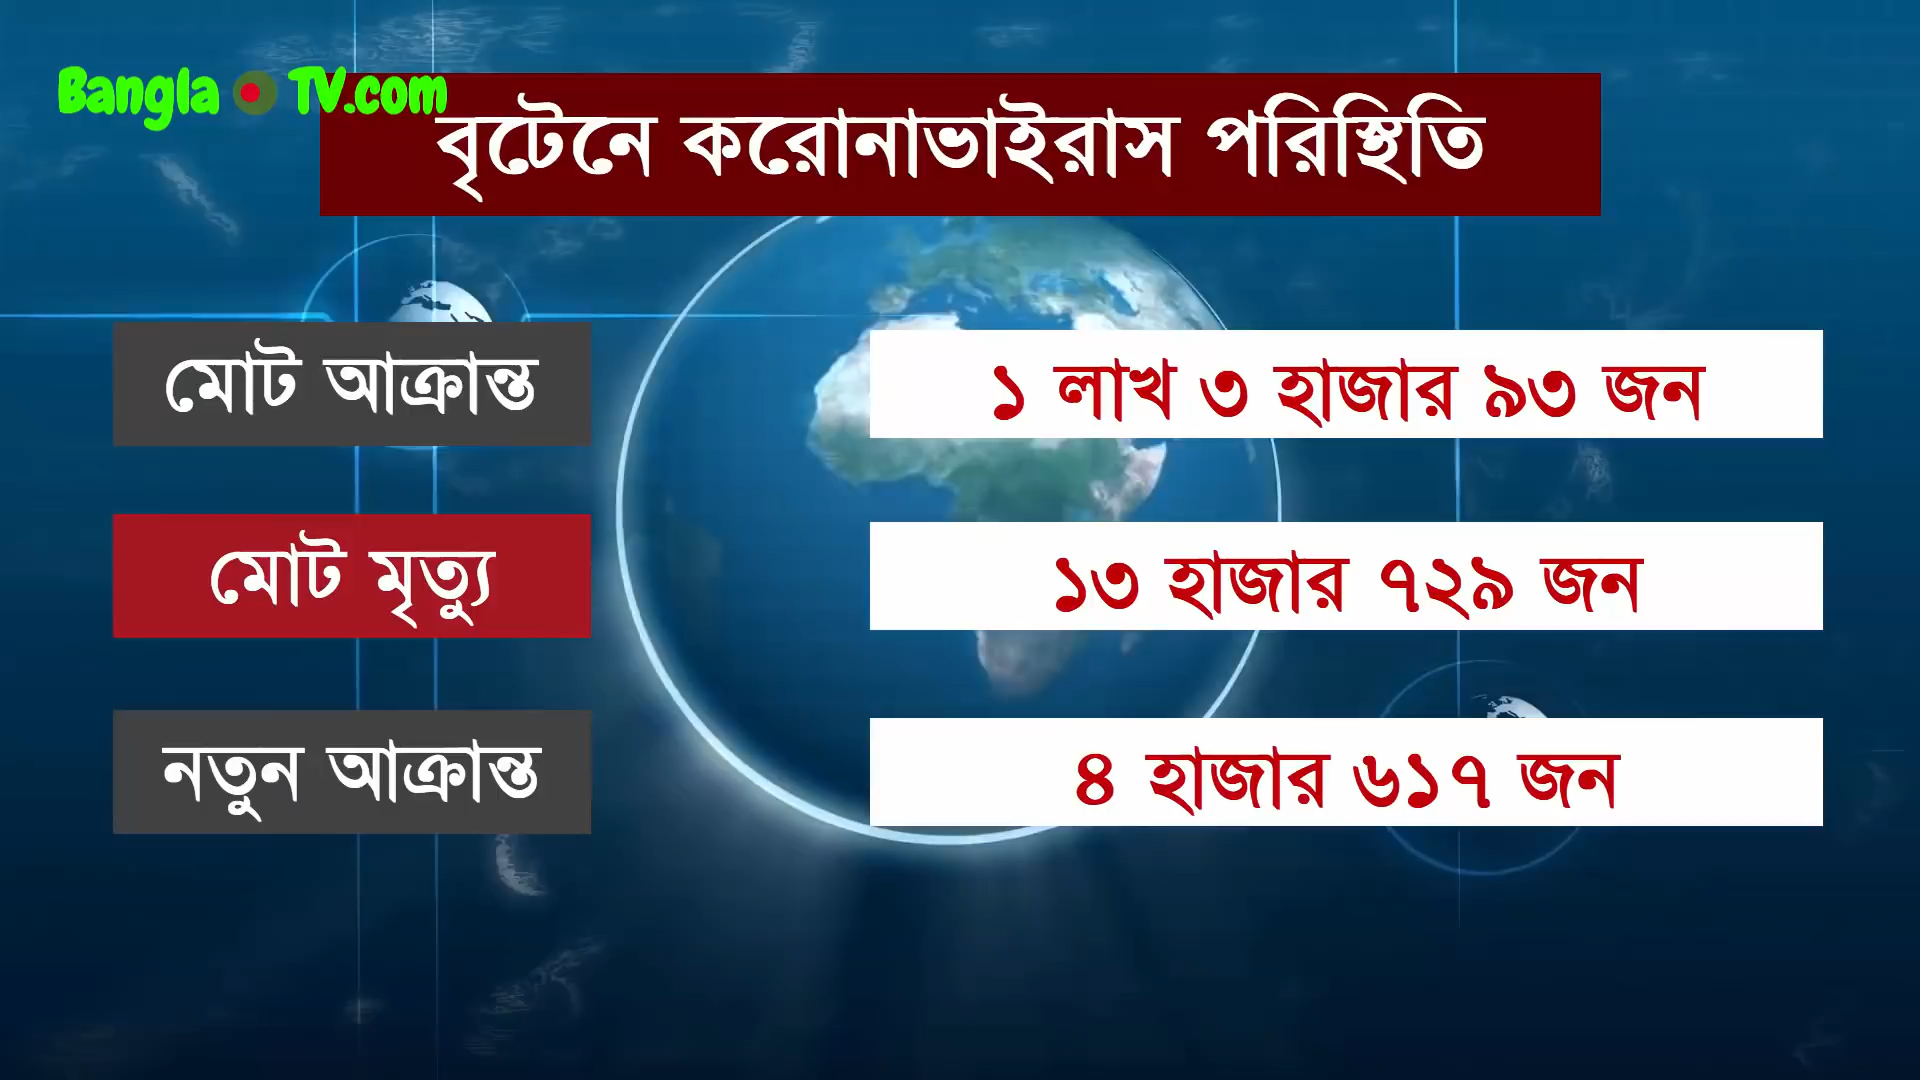 Bangla TV.com
বৃটেনে করোনাভাইরাস পরিস্থিতি
মোট আক্রান্ত ১ লাখ ৩ হাজার ৯৩ জন
মোট মৃত্যু ১৩ হাজার ৭২৯ জন
নতুন আক্রান্ত ৪ হাজার ৬১৭ জন